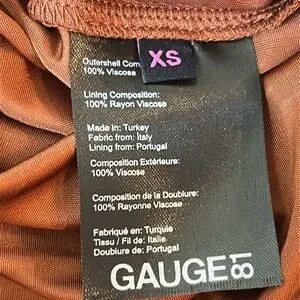 XS
Outershell Com
100% Viscose
Lining Composition:
100% Rayon Viscose
Made in: Turkey
Fabric from: Italy
Lining from: Portugal
Composition Extérieure:
100% Viscose
Composition de la Doublure:
100% Rayonne Viscose
Fabriqué en: Turquie
Tissu / Fil de: Italie
Doublure de: Portugal
GAUGE81